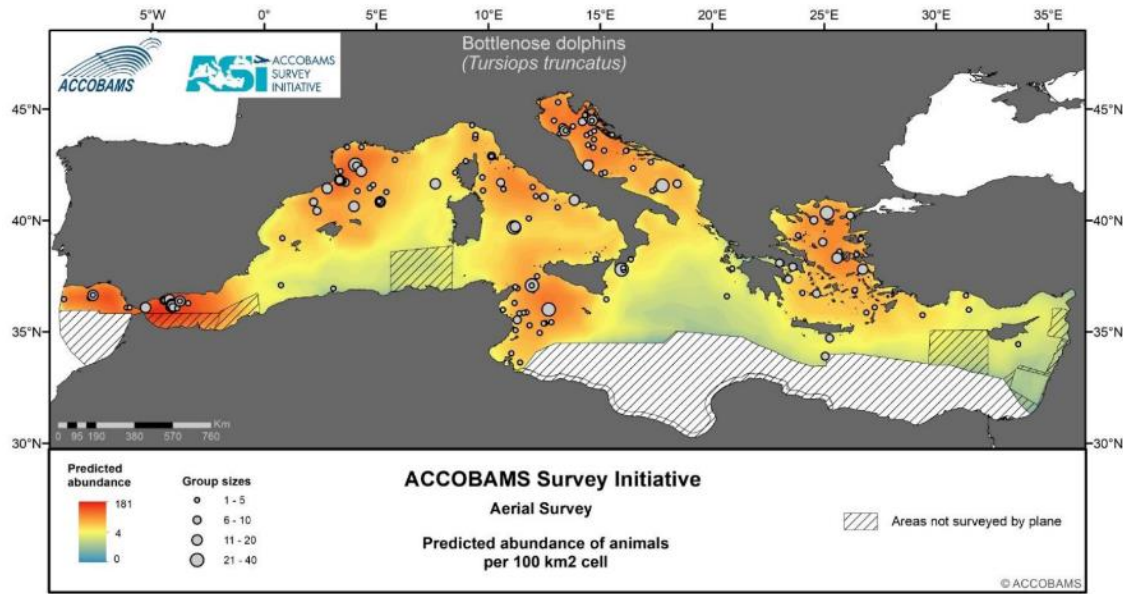 5°W 0° 5°E 10°E 15°E 20°E 25°E 30°E 35°E
Bottlenose dolphins
(Tursiops truncatus)
ACCOBAMS
ASI
ACCOBAMS
SURVEY
INITIATIVE
45°N 45°N
40°N 40°N
35°N 35°N
30°N 30°N
Km
0 95 190 380 570 760
Predicted
abundance
181
4
0
Group sizes
1 - 5
6 - 10
11 - 20
21 - 40
ACCOBAMS Survey Initiative
Aerial Survey
Predicted abundance of animals
per 100 km2 cell
Areas not surveyed by plane
© ACCOBAMS